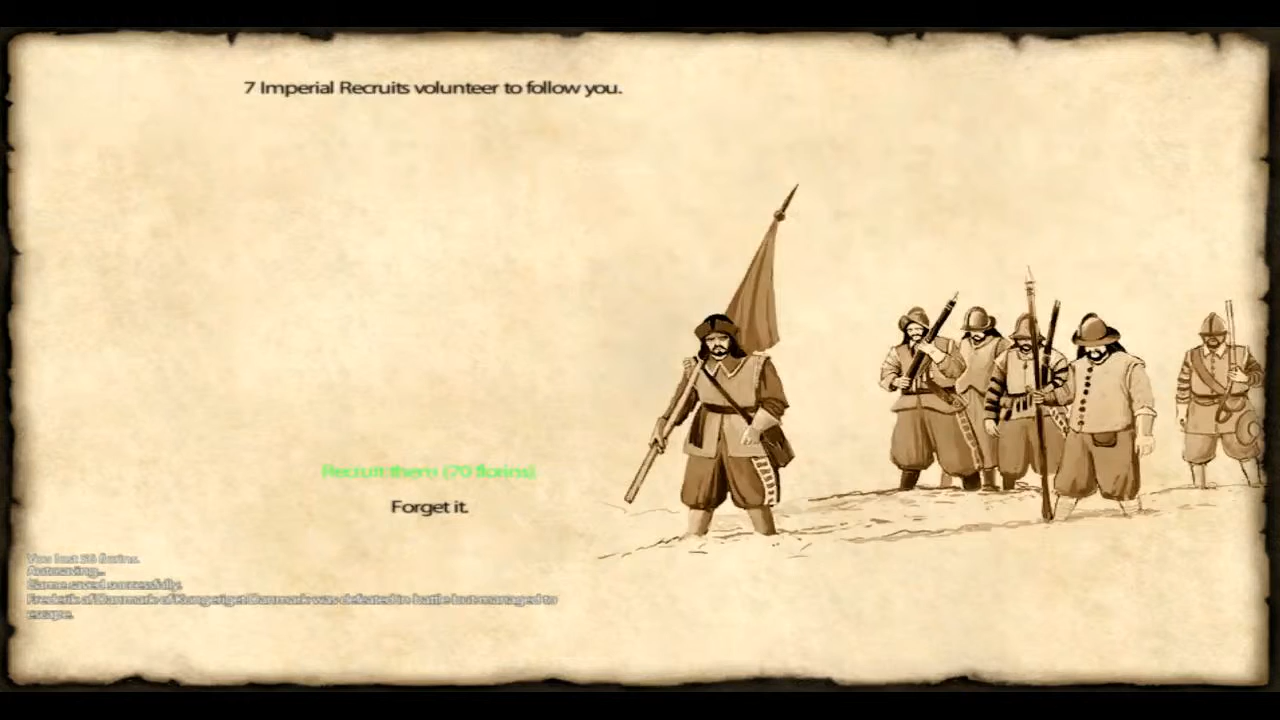 7 Imperial Recruits volunteer to follow you.
Recruit them (70 florins).
Forget it.
You lost 56 florins.
Autosaving...
Game saved successfully.
Frederik af Danmark of Kongeriget Danmark was defeated in battle but managed to
escape.